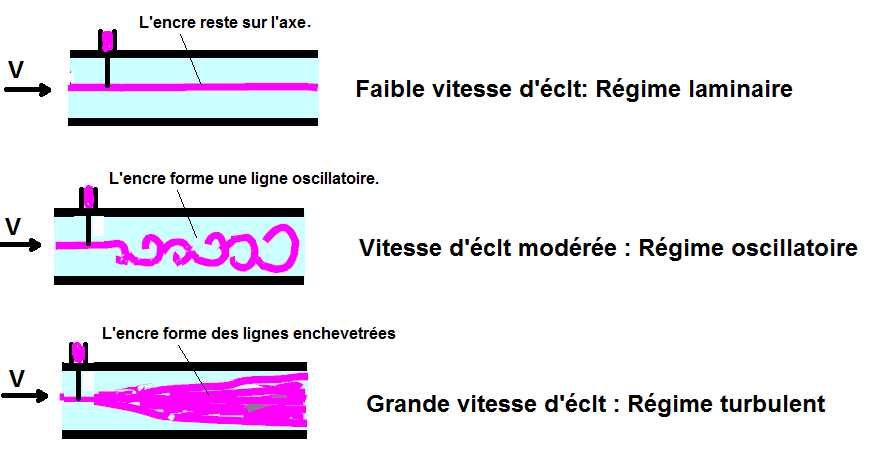 L'encre reste sur l'axe.
V
Faible vitesse d'éclt: Régime laminaire
L'encre forme une ligne oscillatoire.
V
Vitesse d'éclt modérée : Régime oscillatoire
L'encre forme des lignes enchevetrées
V
Grande vitesse d'éclt : Régime turbulent